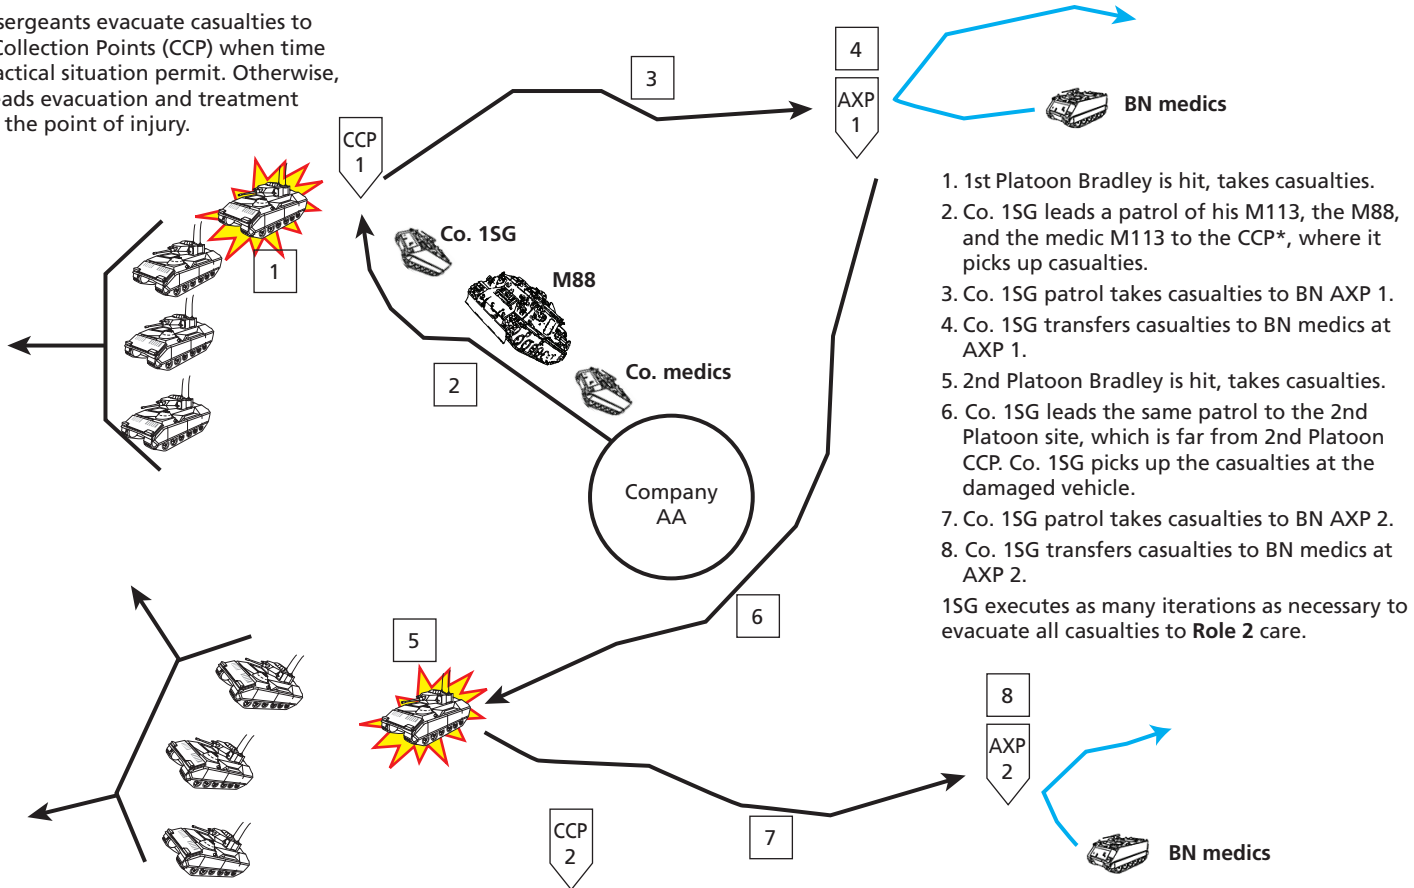 sergeants evacuate casualties to
Collection Points (CCP) when time
actical situation permit. Otherwise,
eads evacuation and treatment
the point of injury.
CCP
1
3
4
AXP
1
BN medics
1
Co. 1SG
M88
2
Co. medics
Company
AA
1. 1st Platoon Bradley is hit, takes casualties.
2. Co. 1SG leads a patrol of his M113, the M88,
and the medic M113 to the CCP*, where it
picks up casualties.
3. Co. 1SG patrol takes casualties to BN AXP 1.
4. Co. 1SG transfers casualties to BN medics at
AXP 1.
5. 2nd Platoon Bradley is hit, takes casualties.
6. Co. 1SG leads the same patrol to the 2nd
Platoon site, which is far from 2nd Platoon
CCP. Co. 1SG picks up the casualties at the
damaged vehicle.
7. Co. 1SG patrol takes casualties to BN AXP 2.
8. Co. 1SG transfers casualties to BN medics at
AXP 2.
1SG executes as many iterations as necessary to
evacuate all casualties to Role 2 care.
6
5
8
AXP
2
7
CCP
2
BN medics